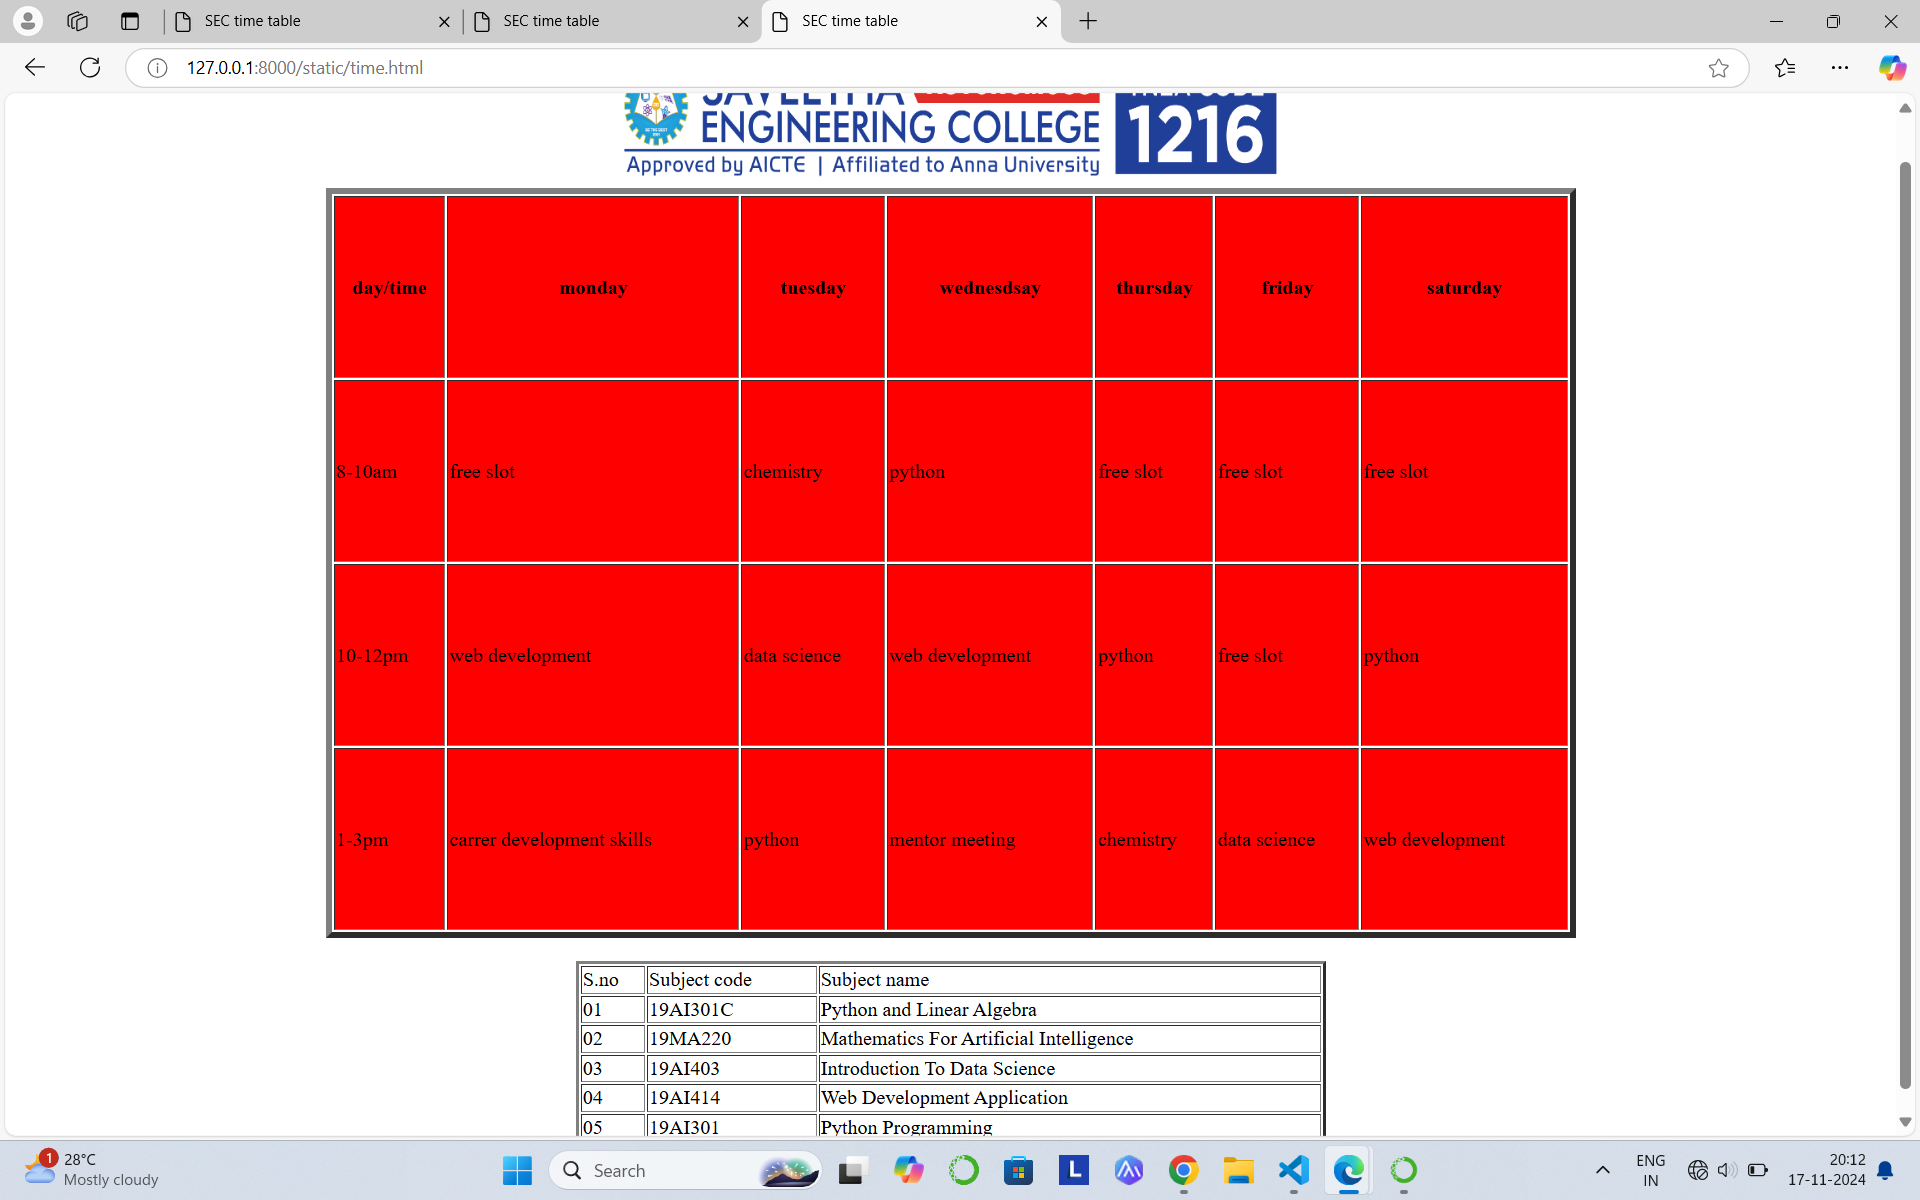 SEC time table SEC time table SEC time table
127.0.0.1:8000/static/time.html
SAVEETHA
ENGINEERING COLLEGE 1216
Approved by AICTE | Affiliated to Anna University
day/time monday tuesday wednesdsay thursday friday saturday
8-10am free slot chemistry python free slot free slot free slot
10-12pm web development data science web development python free slot python
1-3pm carrer development skills python mentor meeting chemistry data science web development
S.no Subject code Subject name
01 19AI301C Python and Linear Algebra
02 19MA220 Mathematics For Artificial Intelligence
03 19AI403 Introduction To Data Science
04 19AI414 Web Development Application
05 19AI301 Python Programming
1 28°C
Mostly cloudy
Search
L
ENG
IN
20:12
17-11-2024